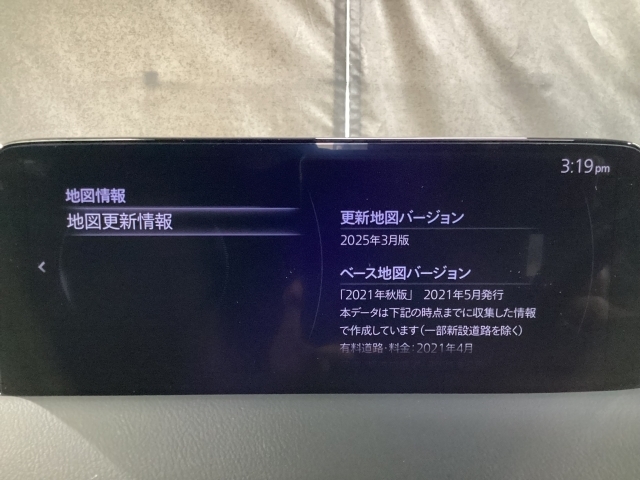 3:19pm
地図情報
地図更新情報
更新地図バージョン
2025年3月版
ベース地図バージョン
「2021年秋版」 2021年5月発行
本データは下記の時点までに収集した情報
で作成しています(一部新設道路を除く)
有料道路・料金:2021年4月